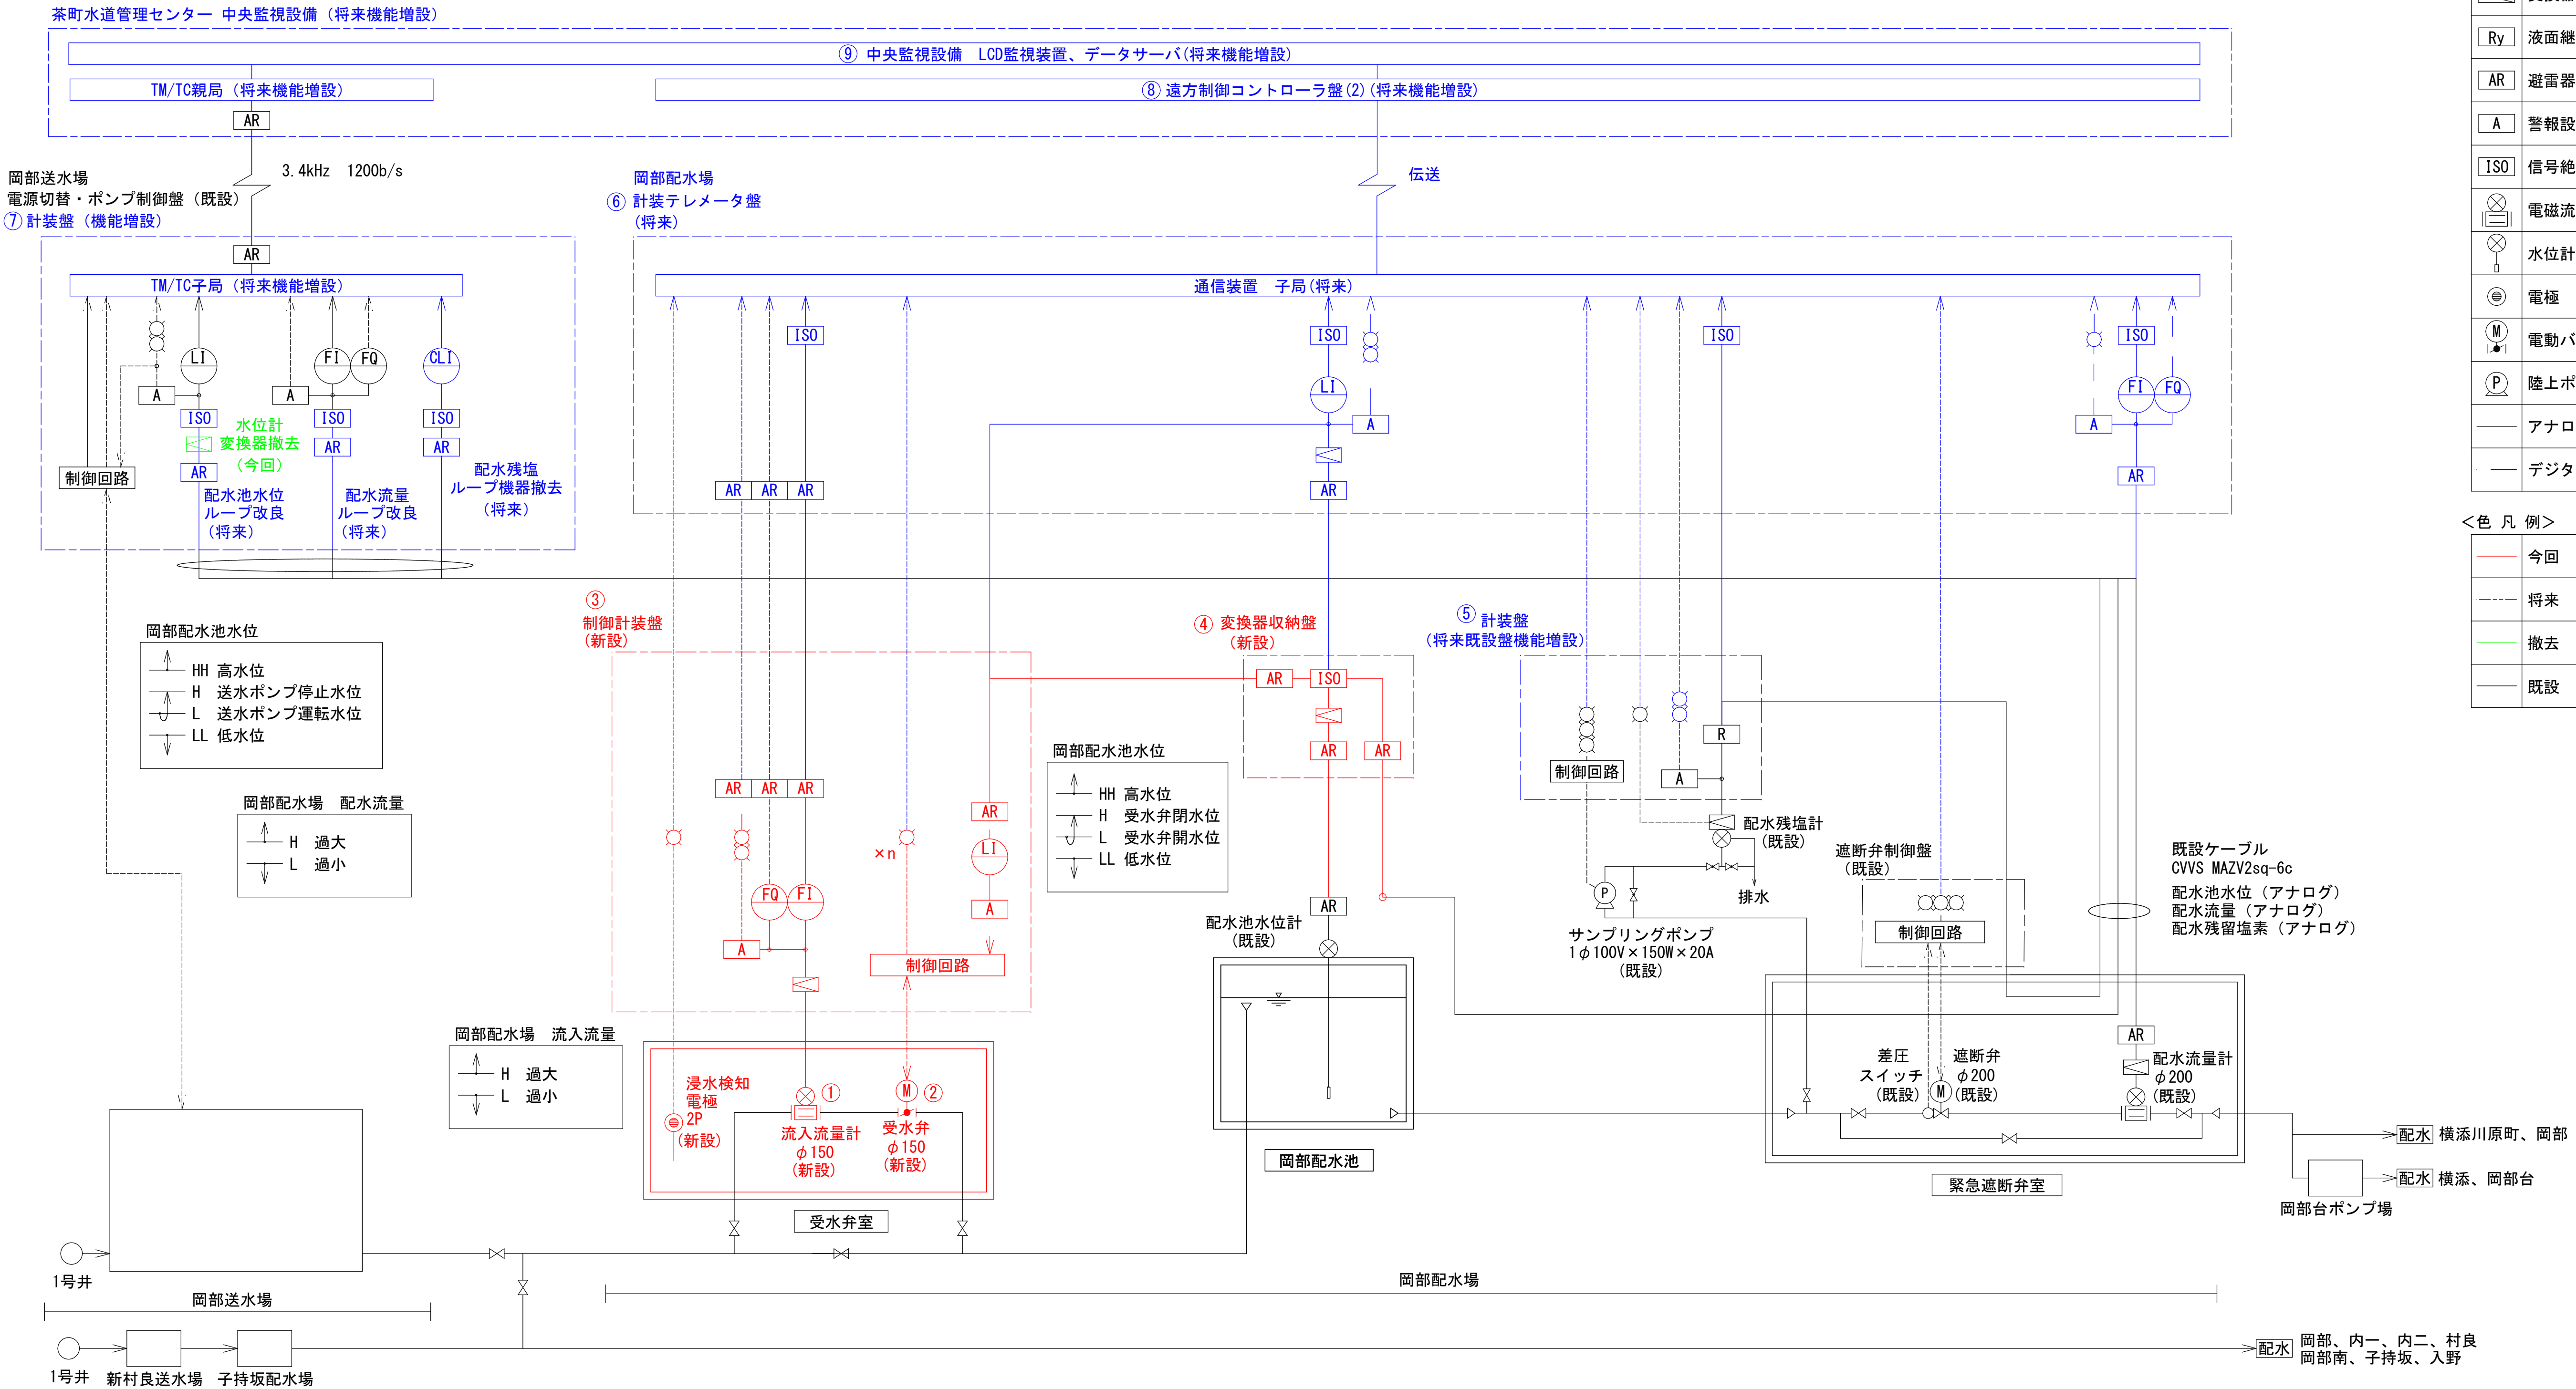 茶町水道管理センター 中央監視設備（将来機能増設）
⑨ 中央監視設備　LCD監視装置、データサーバ(将来機能増設)
TM/TC親局（将来機能増設）
⑧ 遠方制御コントローラ盤(2)(将来機能増設)
AR
3.4kHz　1200b/s
伝送
岡部送水場
電源切替・ポンプ制御盤（既設）
⑦ 計装盤（機能増設）
岡部配水場
⑥ 計装テレメータ盤
（将来）
AR
TM/TC子局（将来機能増設）
通信装置　子局(将来)
LI
FI
FQ
CLI
A
A
ISO
ISO
ISO
水位計
変換器撤去
（今回）
AR
AR
AR
制御回路
配水池水位
ループ改良
（将来）
配水流量
ループ改良
（将来）
配水残塩
ループ機器撤去
（将来）
ISO
ISO
ISO
ISO
LI
A
FI
FQ
A
AR
AR
AR
AR
AR
③
制御計装盤
（新設）
④ 変換器収納盤
（新設）
⑤ 計装盤
（将来既設盤機能増設）
岡部配水池水位
HH 高水位
H 送水ポンプ停止水位
L 送水ポンプ運転水位
LL 低水位
岡部配水場　配水流量
H 過大
L 過小
岡部配水場　流入流量
H 過大
L 過小
AR
AR
AR
×n
FQ
FI
A
AR
LI
A
制御回路
岡部配水池水位
HH 高水位
H 受水弁閉水位
L 受水弁開水位
LL 低水位
AR
ISO
AR
AR
AR
配水池水位計
（既設）
制御回路
A
R
配水残塩計
（既設）
P
排水
サンプリングポンプ
1φ100V×150W×20A
（既設）
遮断弁制御盤
（既設）
制御回路
既設ケーブル
CVVS MAZV2sq-6c
配水池水位（アナログ）
配水流量（アナログ）
配水残留塩素（アナログ）
浸水検知
電極
2P
（新設）
①
流入流量計
φ150
（新設）
M
②
受水弁
φ150
（新設）
受水弁室
岡部配水池
差圧
スイッチ
（既設）
M
遮断弁
φ200
（既設）
AR
配水流量計
φ200
（既設）
緊急遮断弁室
配水 横添川原町、岡部
配水 横添、岡部台
岡部台ポンプ場
1号井
岡部送水場
岡部配水場
1号井
新村良送水場
子持坂配水場
配水 岡部、内一、内二、村良
岡部南、子持坂、入野
Ry 液面継
AR 避雷器
A 警報設
ISO 信号絶
電磁流
水位計
電極
M 電動バ
P 陸上ポ
アナロ
デジタ
＜色 凡 例＞
今回
将来
撤去
既設